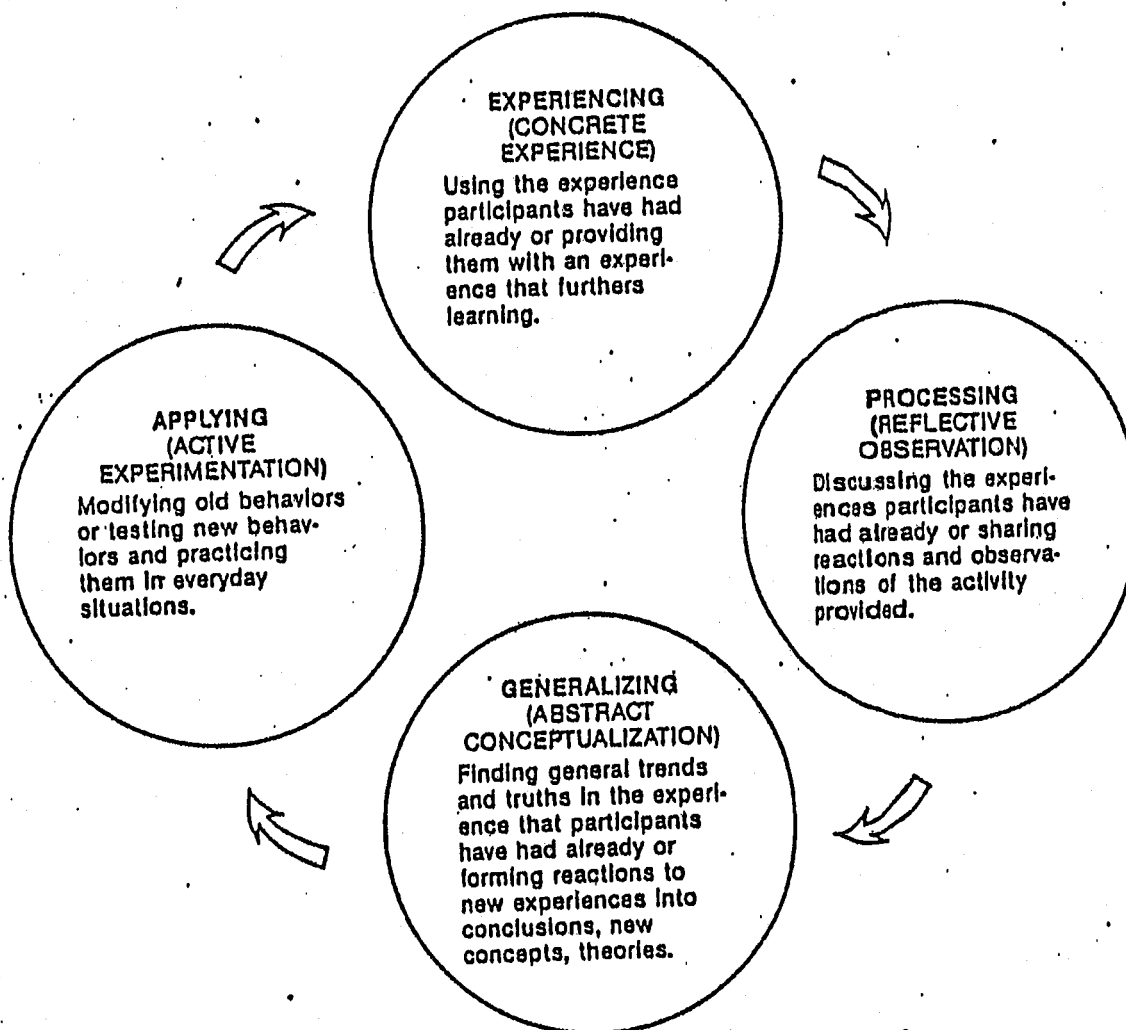 EXPERIENCING
(CONCRETE
EXPERIENCE)
Using the experience
participants have had
already or providing
them with an experi-
ence that furthers
learning.
PROCESSING
(REFLECTIVE
OBSERVATION)
Discussing the experi-
ences participants have
had already or sharing
reactions and observa-
tions of the activity
provided.
GENERALIZING
(ABSTRACT
CONCEPTUALIZATION)
Finding general trends
and truths in the experi-
ence that participants
have had already or
forming reactions to
new experiences into
conclusions, new
concepts, theories.
APPLYING
(ACTIVE
EXPERIMENTATION)
Modifying old behaviors
or testing new behav-
iors and practicing
them in everyday
situations.